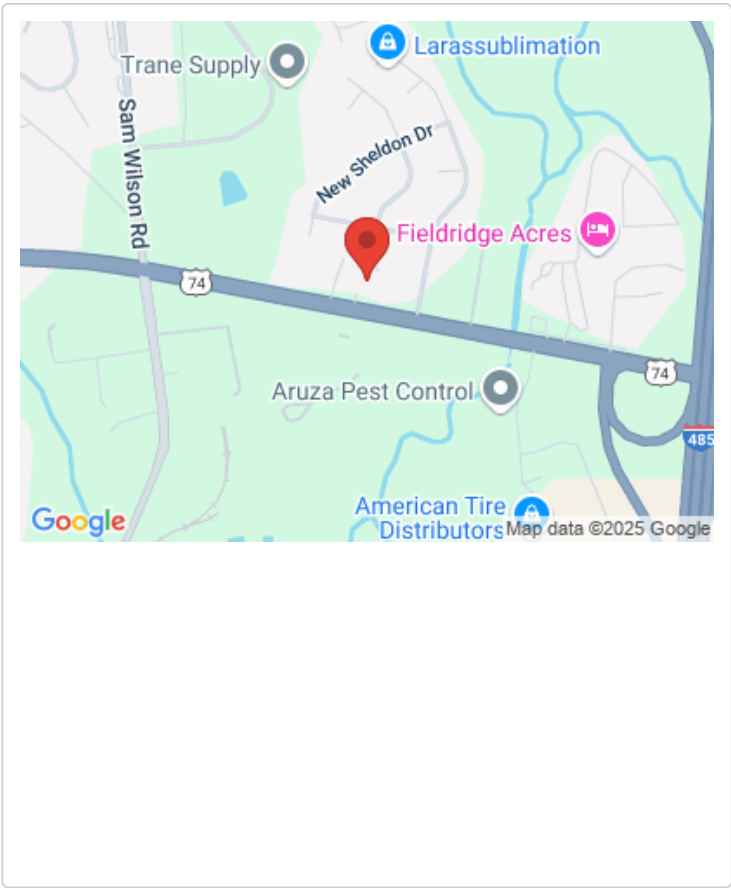 Larassublimation
Trane Supply
Sam Wilson Rd
New Sheldon Dr
Fieldridge Acres
74
74
Aruza Pest Control
485
American Tire
Distributors
Google
Map data ©2025 Google